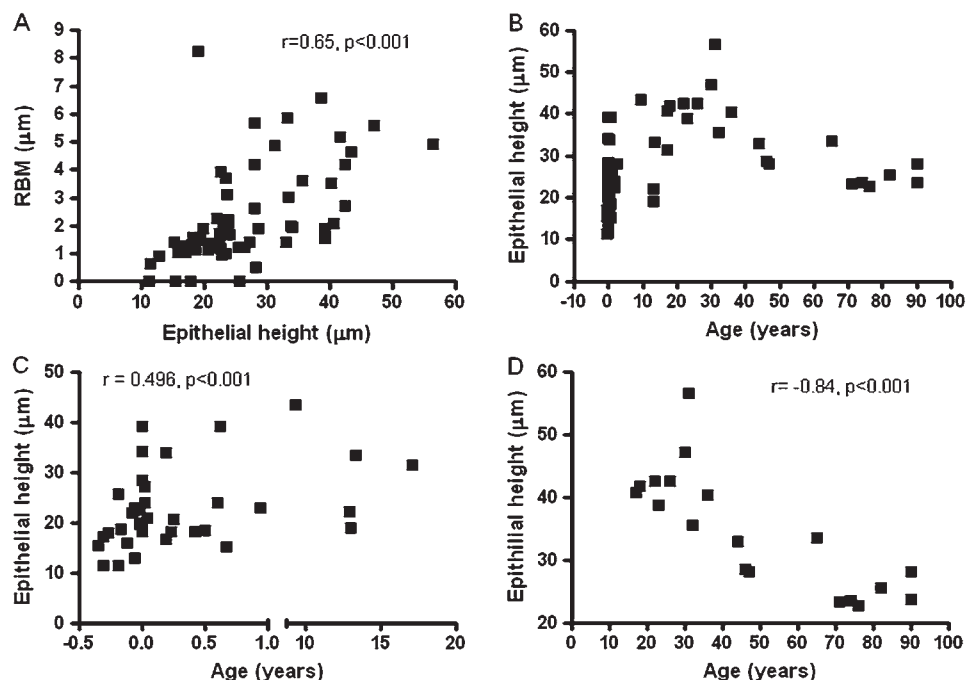 A
r=0.65, p<0.001
RBM (μm)
9
8
7
6
5
4
3
2
1
0
0 10 20 30 40 50 60
Epithelial height (μm)
B
Epithelial height (μm)
60
50
40
30
20
10
0
-10 0 10 20 30 40 50 60 70 80 90 100
Age (years)
C
r = 0.496, p<0.001
Epithelial height (μm)
50
40
30
20
10
0
-0.5 0.0 0.5 1.0 10 15 20
Age (years)
D
r= -0.84, p<0.001
Epithilial height (μm)
60
50
40
30
20
0 10 20 30 40 50 60 70 80 90 100
Age (years)